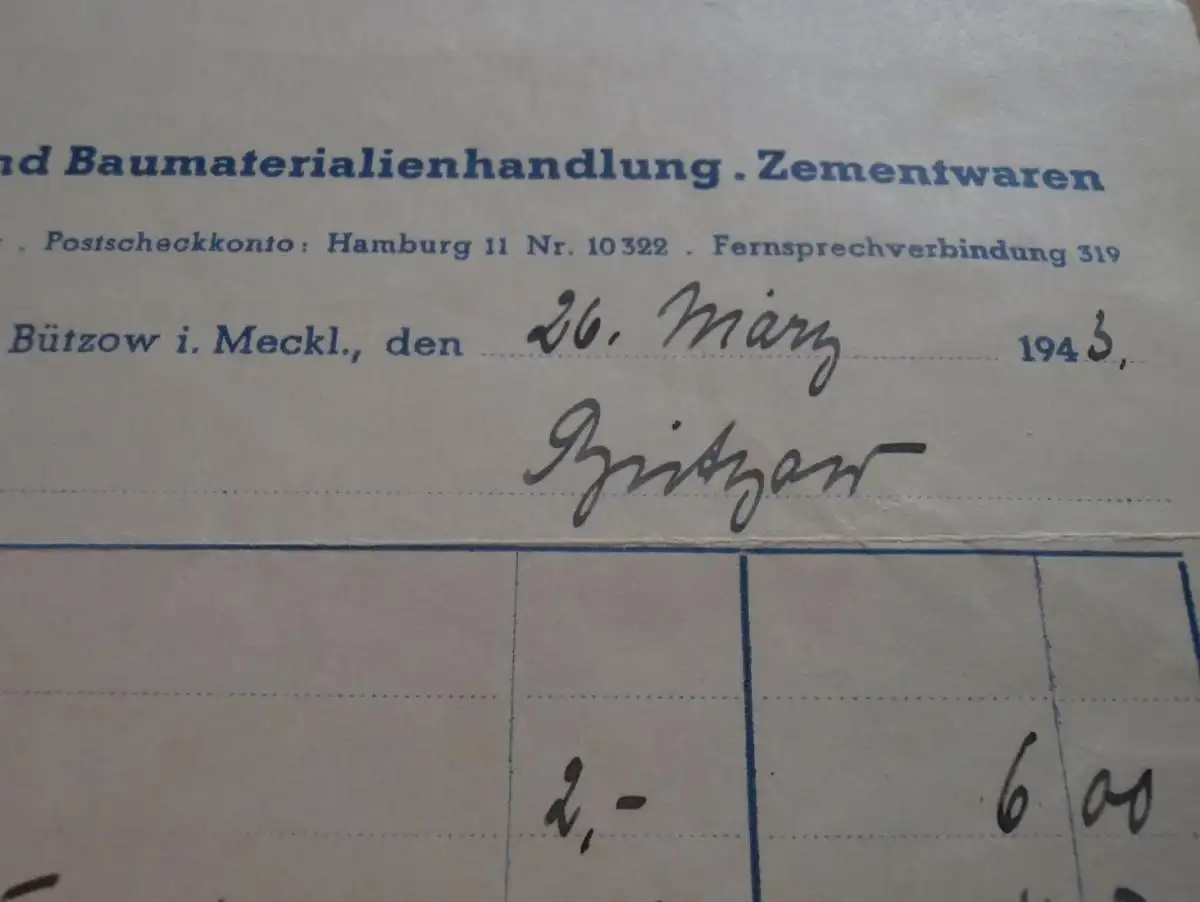 nd Baumaterialienhandlung . Zementwaren
. Postscheckkonto: Hamburg 11 Nr. 10322 . Fernsprechverbindung 319
Bützow i. Meckl., den 26. März 1943,
Bützow
2,- 6 00